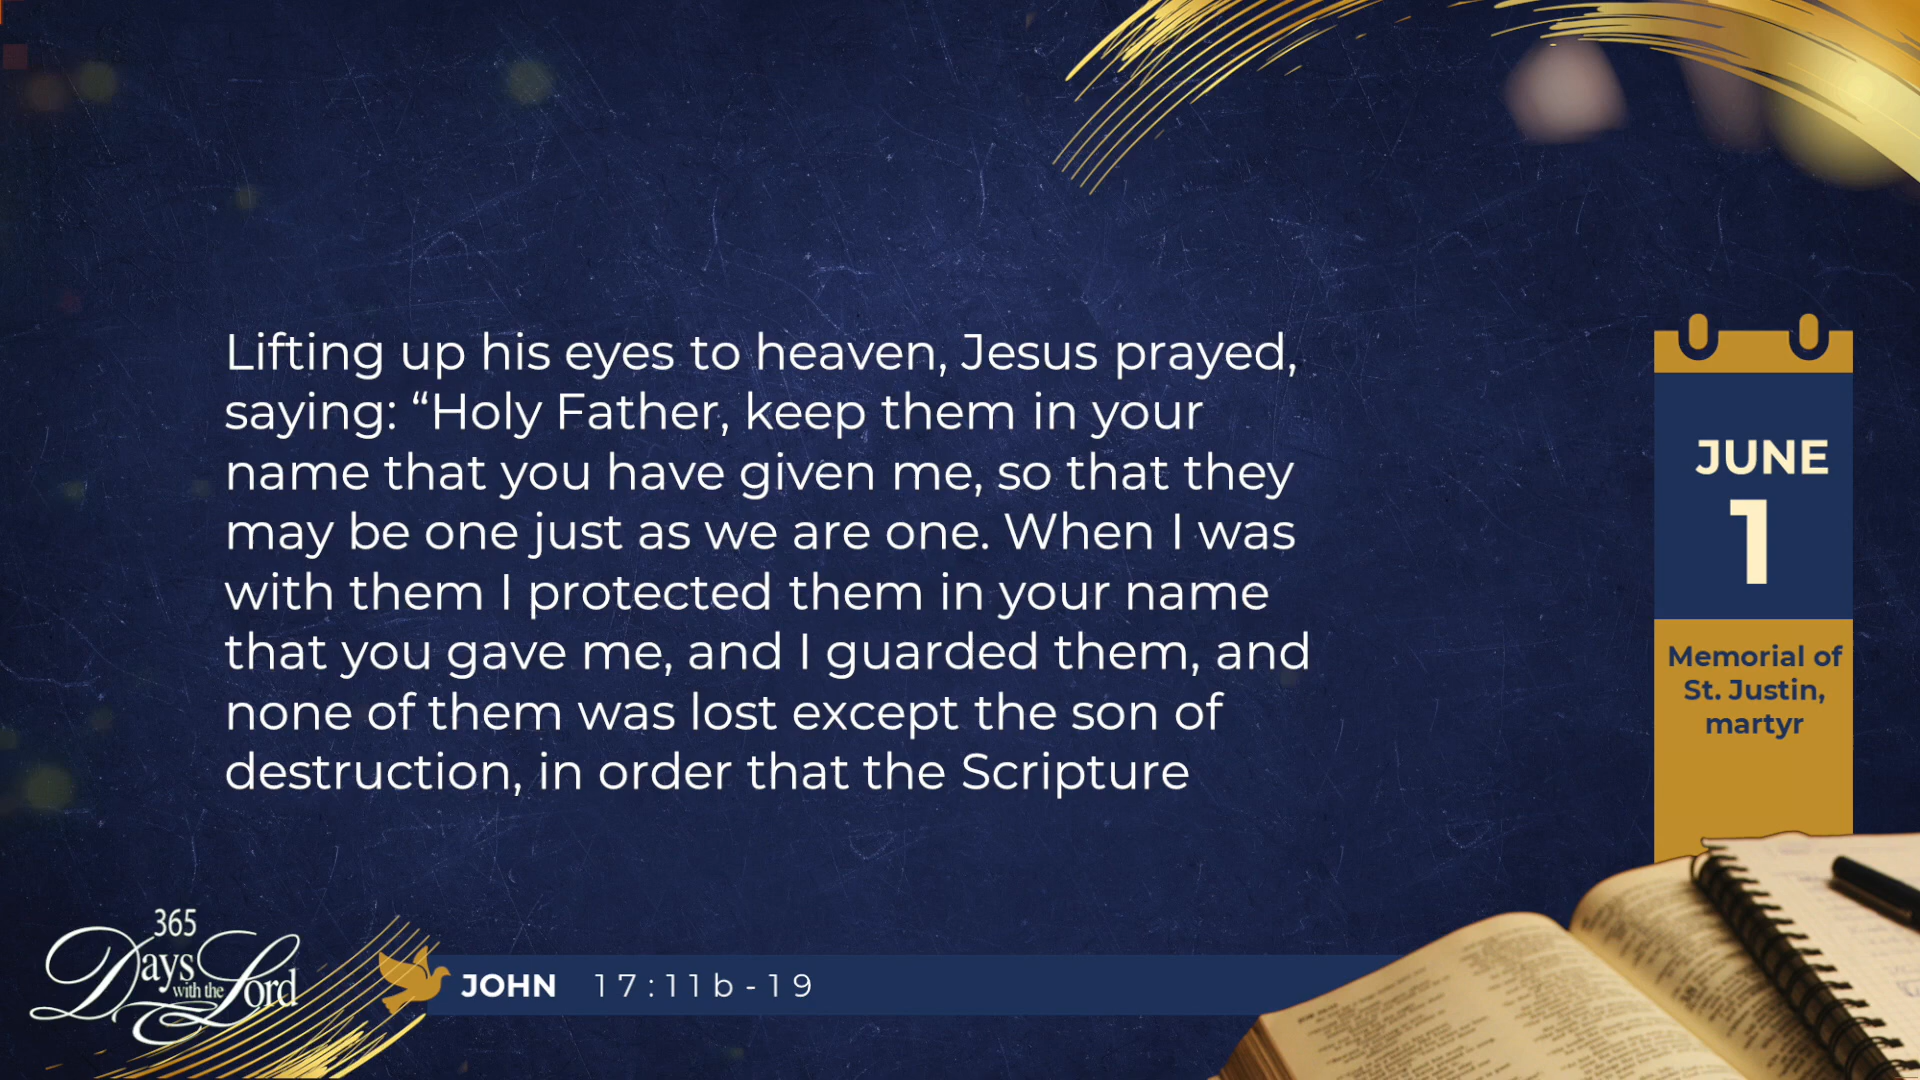 Lifting up his eyes to heaven, Jesus prayed,
saying: “Holy Father, keep them in your
name that you have given me, so that they
may be one just as we are one. When I was
with them I protected them in your name
that you gave me, and I guarded them, and
none of them was lost except the son of
destruction, in order that the Scripture
JUNE
1
Memorial of
St. Justin,
martyr
365
Days
with the
Lord
JOHN 17:11b-19